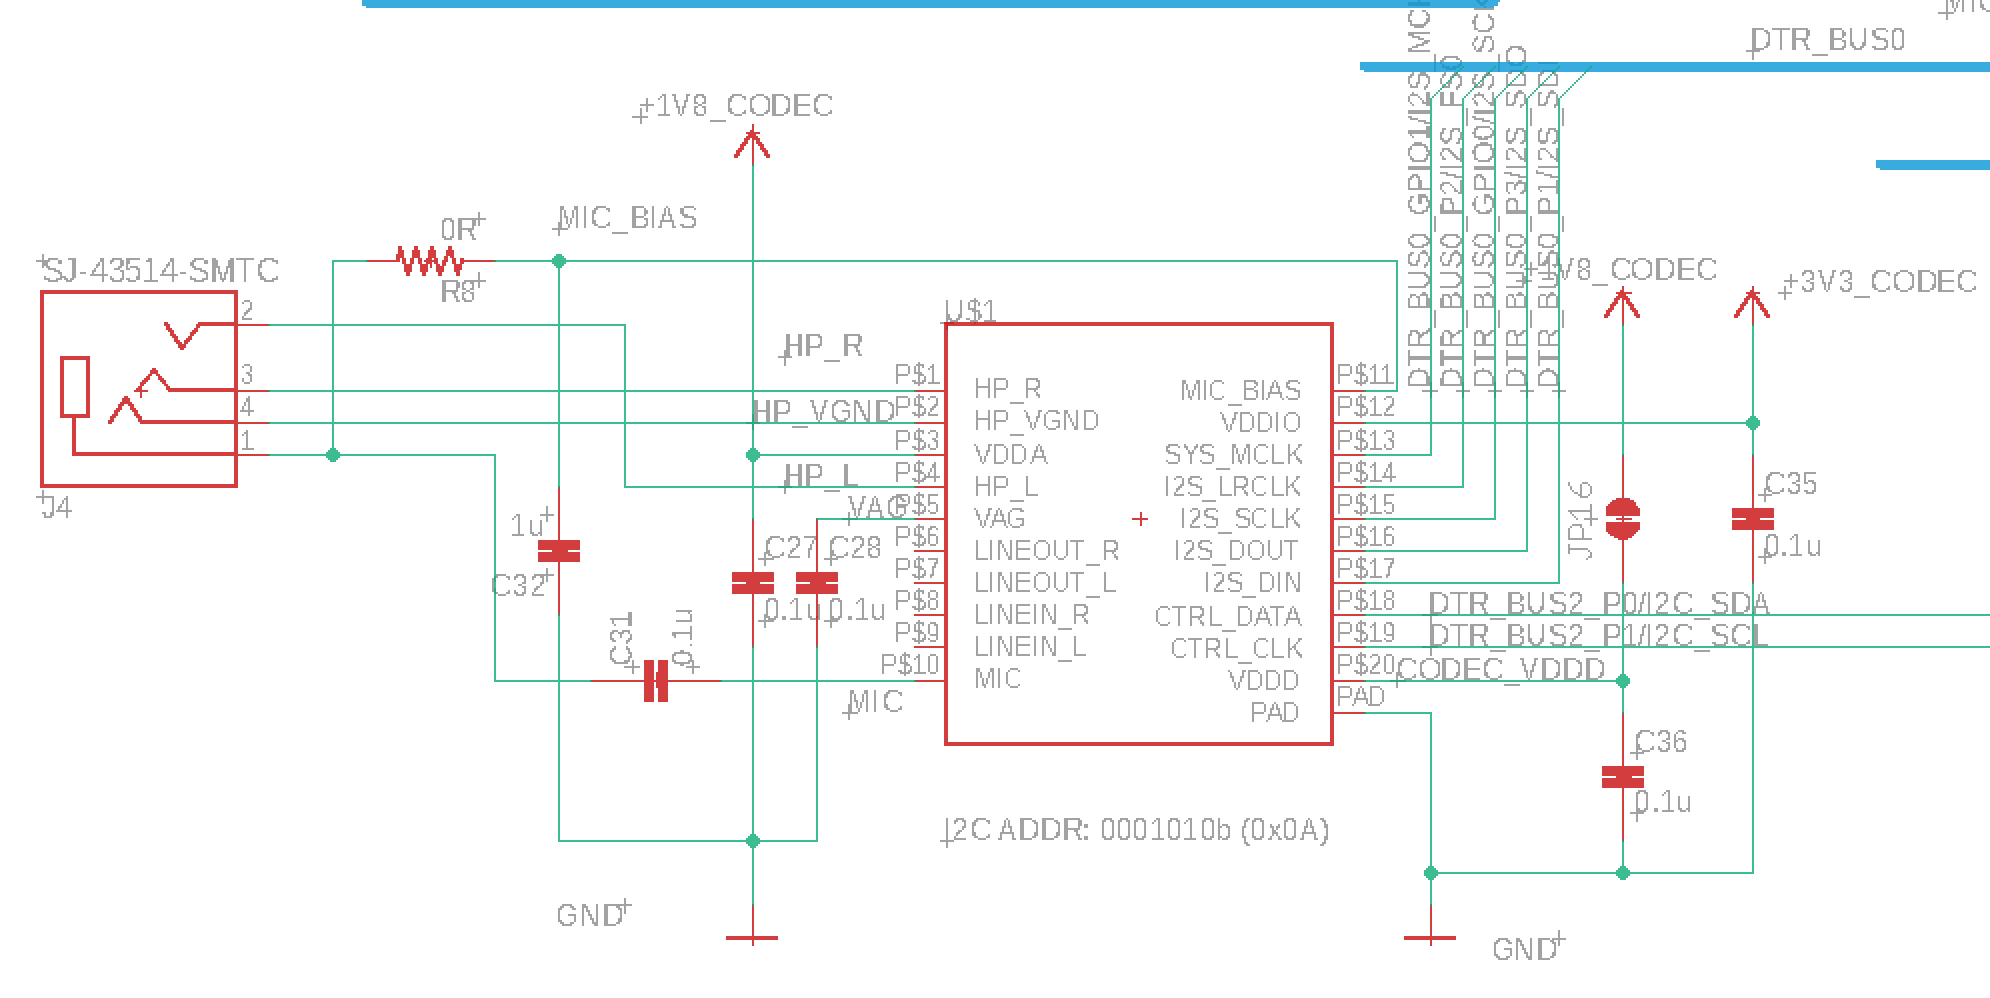 DTR_BUS0
+1V8_CODEC
0R
MIC_BIAS
R8
SJ-43514-SMTC
2
3
4
1
J4
DTR_BUS0_GPIO1/I2S_MCK
DTR_BUS0_P2/I2S_FS0
DTR_BUS0_GPIO0/I2S_SCK
DTR_BUS0_P3/I2S_SDO
DTR_BUS0_P1/I2S_SDI
+1V8_CODEC
+3V3_CODEC
U$1
HP_R
HP_VGND
HP_L
VAG
MIC
P$1
P$2
P$3
P$4
P$5
P$6
P$7
P$8
P$9
P$10
HP_R
HP_VGND
VDDA
HP_L
VAG
LINEOUT_R
LINEOUT_L
LINEIN_R
LINEIN_L
MIC
MIC_BIAS
VDDIO
SYS_MCLK
I2S_LRCLK
I2S_SCLK
I2S_DOUT
I2S_DIN
CTRL_DATA
CTRL_CLK
VDDD
PAD
P$11
P$12
P$13
P$14
P$15
P$16
P$17
P$18
P$19
P$20
PAD
DTR_BUS2_P0/I2C_SDA
DTR_BUS2_P1/I2C_SCL
CODEC_VDDD
1u
C32
C31
0.1u
C27
0.1u
C28
0.1u
JP16
C35
0.1u
C36
0.1u
I2C ADDR: 0001010b (0x0A)
GND
GND